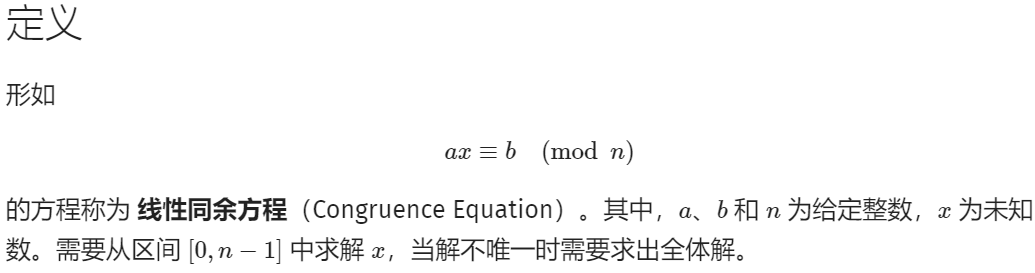 定义
形如
ax ≡ b (mod n)
的方程称为 线性同余方程（Congruence Equation）。其中，a、b 和 n 为给定整数，x 为未知
数。需要从区间 [0, n − 1] 中求解 x，当解不唯一时需要求出全体解。